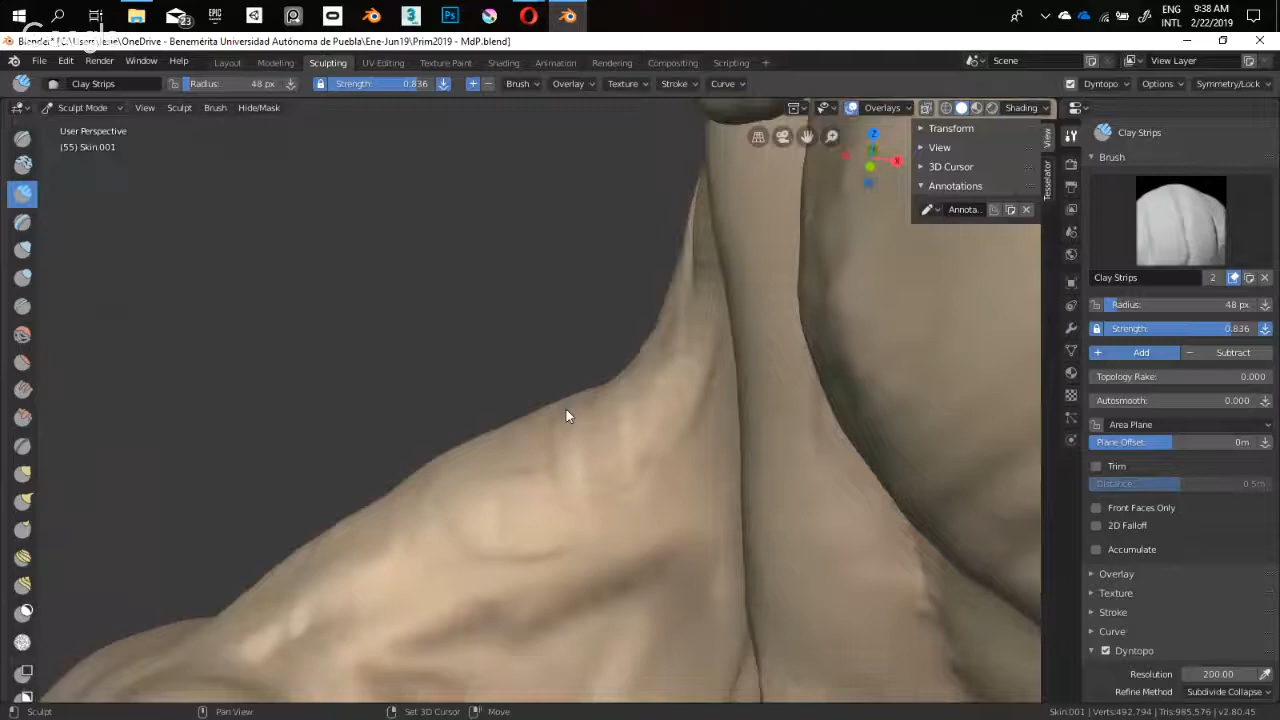 23
ENG
9:38 AM
INTL
2/22/2019
Google
Benemérita Universidad Autónoma de Puebla\Ene-Jun19\Prim2019 - MdP.blend]
File Edit Render Window Help Layout Modeling Sculpting UV Editing Texture Paint Shading Animation Rendering Compositing Scripting + Scene View Layer
Clay Strips Radius: 48 px Strength: 0.836 Brush Overlay Texture Stroke Curve Dyntopo Options Symmetry/Lock
Sculpt Mode View Sculpt Brush Hide/Mask Overlays Shading
User Perspective
(55) Skin.001
Transform
View
3D Cursor
Annotations
Annota..
View
Tesselator
Clay Strips
Brush
Clay Strips 2
Radius: 48 px
Strength: 0.836
Add Subtract
Topology Rake: 0.000
Autosmooth: 0.000
Area Plane
Plane Offset: 0m
Trim
Distance: 0.5m
Front Faces Only
2D Falloff
Accumulate
Overlay
Texture
Stroke
Curve
Dyntopo
Resolution 200.00
Refine Method Subdivide Collapse
Sculpt Pan View Set 3D Cursor Move Skin.001 | Verts:492,794 | Tris:985,576 | v2.80.45